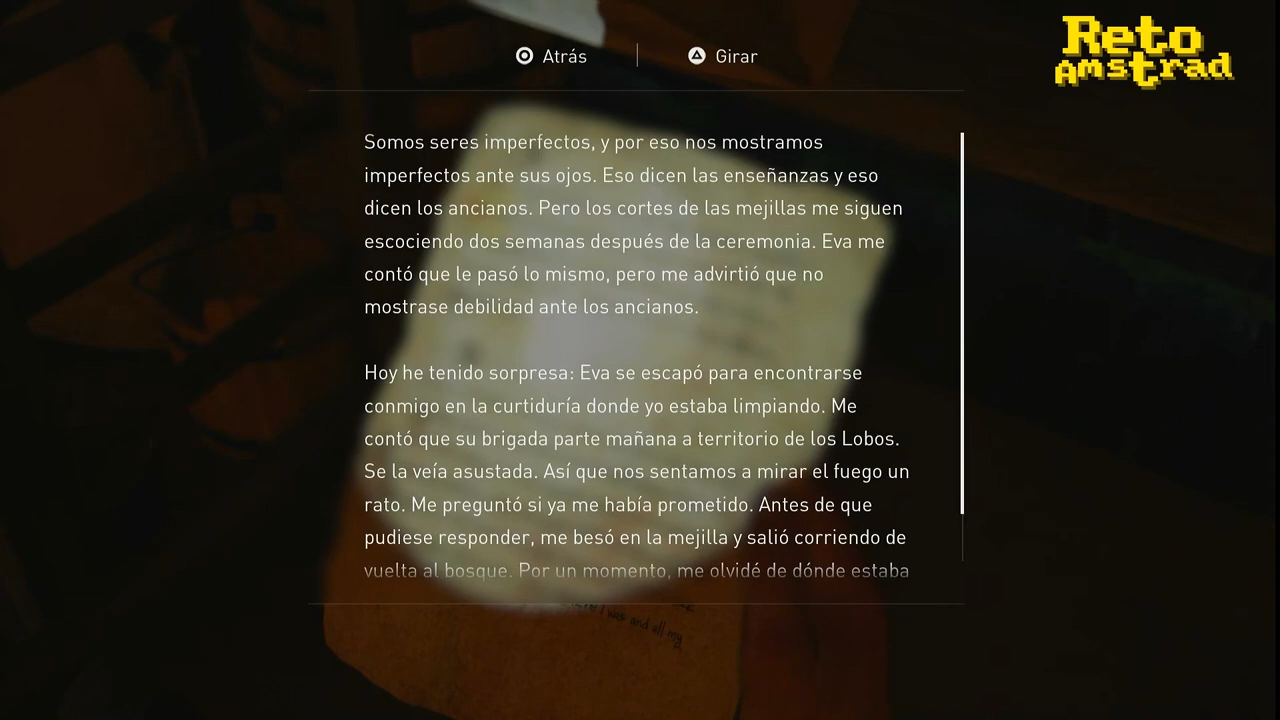 Reto
Amstrad
Atrás
Girar
Somos seres imperfectos, y por eso nos mostramos
imperfectos ante sus ojos. Eso dicen las enseñanzas y eso
dicen los ancianos. Pero los cortes de las mejillas me siguen
escociendo dos semanas después de la ceremonia. Eva me
contó que le pasó lo mismo, pero me advirtió que no
mostrase debilidad ante los ancianos.
Hoy he tenido sorpresa: Eva se escapó para encontrarse
conmigo en la curtiduría donde yo estaba limpiando. Me
contó que su brigada parte mañana a territorio de los Lobos.
Se la veía asustada. Así que nos sentamos a mirar el fuego un
rato. Me preguntó si ya me había prometido. Antes de que
pudiese responder, me besó en la mejilla y salió corriendo de
vuelta al bosque. Por un momento, me olvidé de dónde estaba
I was and all my